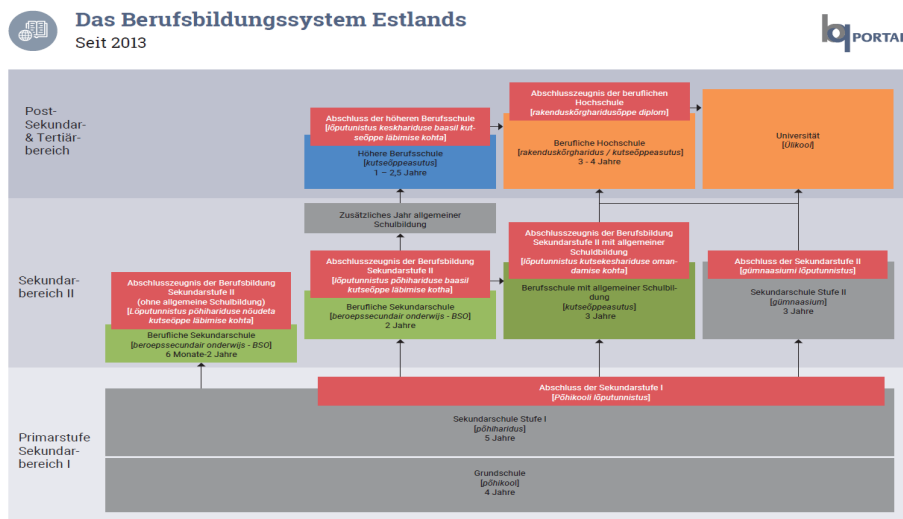 Das Berufsbildungssystem Estlands
Seit 2013
bq PORTAL
Post-
Sekundar-
& Tertiär-
bereich
Abschluss der höheren Berufsschule
[lõputunistus keskhariduse baasil kut-
seõppe läbimise kohta]
Höhere Berufsschule
[kutseõppeasutus]
1 – 2,5 Jahre
Abschlusszeugnis der beruflichen
Hochschule
[rakenduskõrgharidusõppe diplom]
Berufliche Hochschule
[rakenduskõrgharidus / kutseõppeasutus]
3 - 4 Jahre
Universität
[Ülikool]
Sekundar-
bereich II
Zusätzliches Jahr allgemeiner
Schulbildung
Abschlusszeugnis der Berufsbildung
Sekundarstufe II
(ohne allgemeine Schulbildung)
[Lõputunnistus põhihariduse nõudeta
kutseõppe läbimise kohta]
Berufliche Sekundarschule
[beroepssecundair onderwijs - BSO]
6 Monate-2 Jahre
Abschlusszeugnis der Berufsbildung
Sekundarstufe II
[lõputunnistus põhihariduse baasil
kutseõppe läbimise kotha]
Berufliche Sekundarschule
[beroepssecundair onderwijs - BSO]
2 Jahre
Abschlusszeugnis der Berufsbildung
Sekundarstufe II mit allgemeiner
Schuldbildung
[lõputunnistus kutsekeshariduse oman-
damise kohta]
Berufsschule mit allgemeiner Schulbil-
dung
[kutseõppeasutus]
3 Jahre
Abschluss der Sekundarstufe II
[gümnaasiumi lõputunnistus]
Sekundarschule Stufe II
[gümnaasium]
3 Jahre
Primarstufe
Sekundar-
bereich I
Abschluss der Sekundarstufe I
[Põhikooli lõputunnistus]
Sekundarschule Stufe I
[põhiharidus]
5 Jahre
Grundschule
[põhikool]
4 Jahre